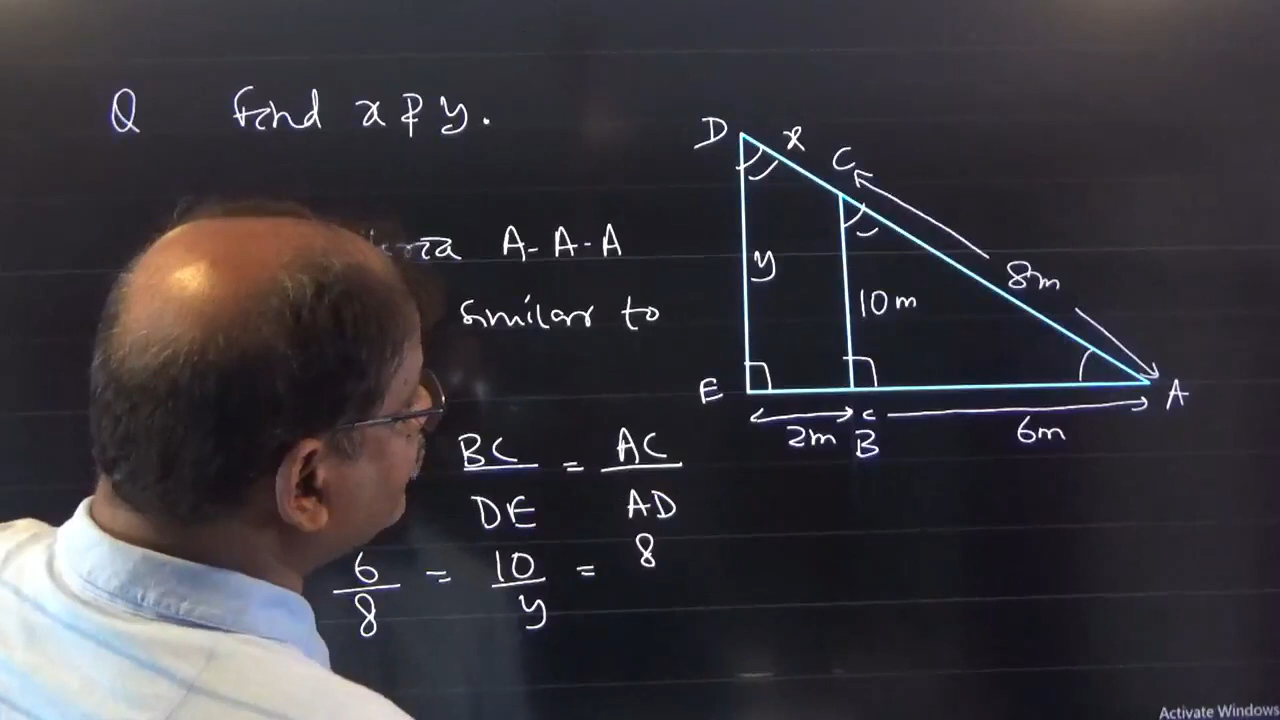 Q Find x & y.
A-A-A
similar to
BC = AC
DE AD
6 = 10 = 8
8 y
D x C
8m
y
10m
E A
2m B 6m
Activate Windows